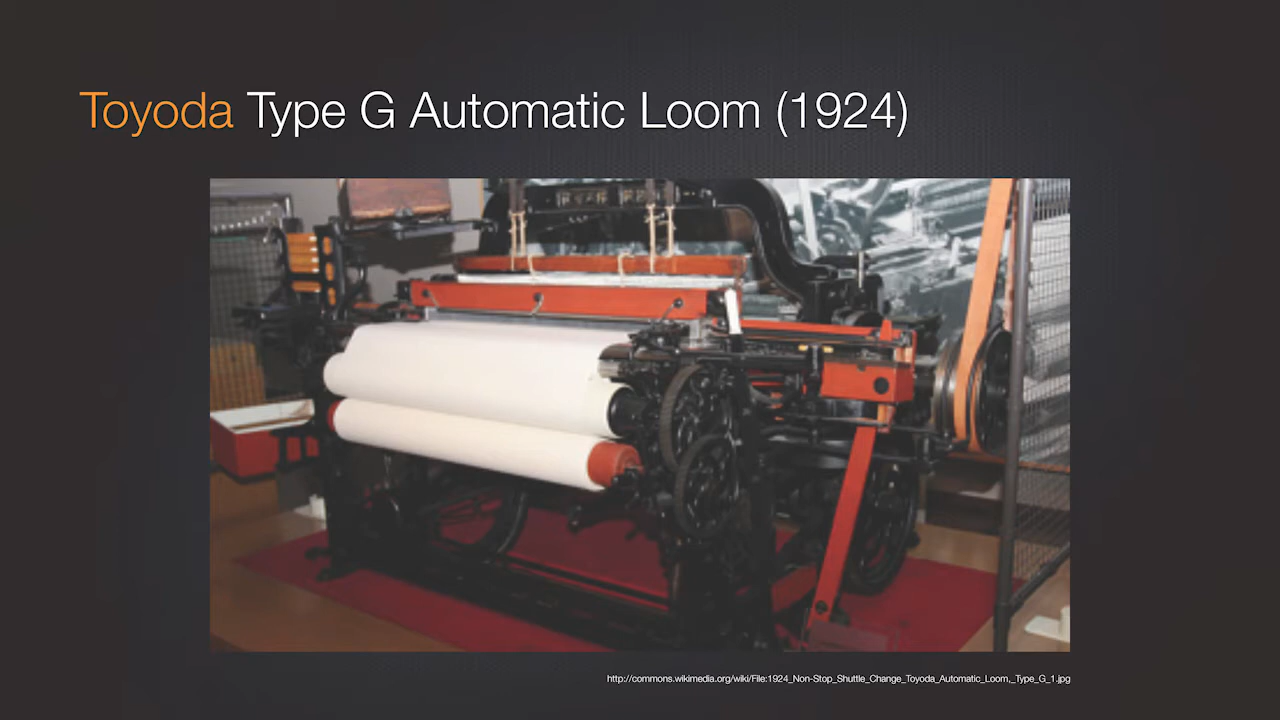 Toyoda Type G Automatic Loom (1924)
http://commons.wikimedia.org/wiki/File:1924_Non-Stop_Shuttle_Change_Toyoda_Automatic_Loom,_Type_G_1.jpg